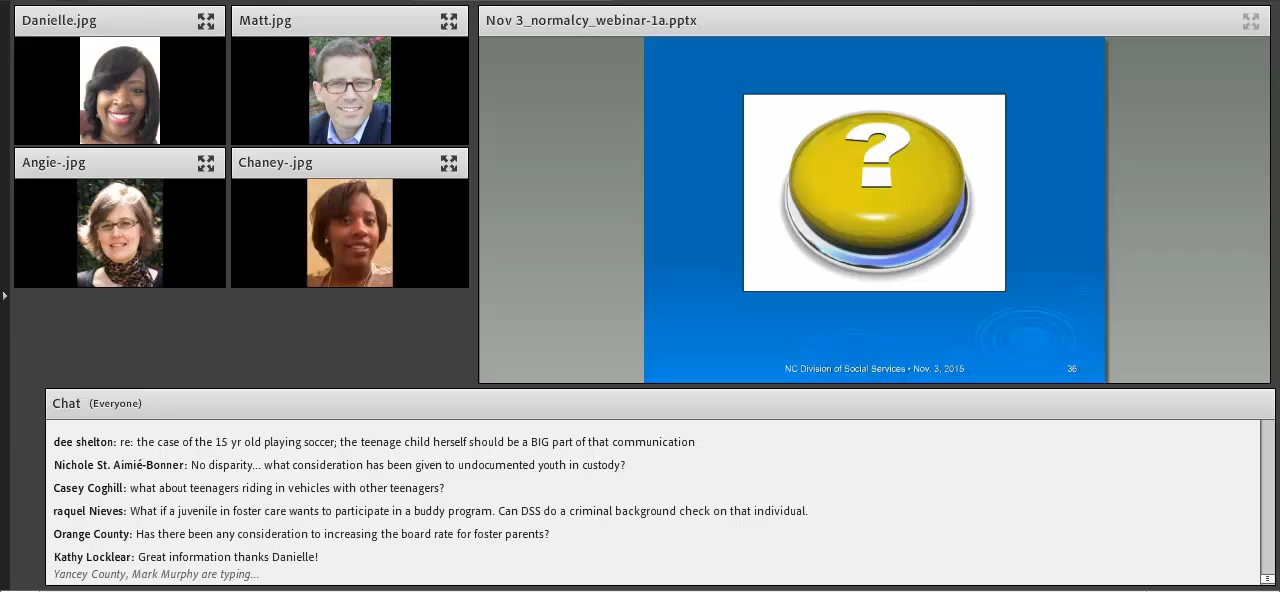 Danielle.jpg
Matt.jpg
Nov 3_normalcy_webinar-1a.pptx
Angie-.jpg
Chaney-.jpg
?
NC Division of Social Services • Nov. 3, 2015
36
Chat (Everyone)
dee shelton: re: the case of the 15 yr old playing soccer; the teenage child herself should be a BIG part of that communication
Nichole St. Aimié-Bonner: No disparity... what consideration has been given to undocumented youth in custody?
Casey Coghill: what about teenagers riding in vehicles with other teenagers?
raquel Nieves: What if a juvenile in foster care wants to participate in a buddy program. Can DSS do a criminal background check on that individual.
Orange County: Has there been any consideration to increasing the board rate for foster parents?
Kathy Locklear: Great information thanks Danielle!
Yancey County, Mark Murphy are typing...